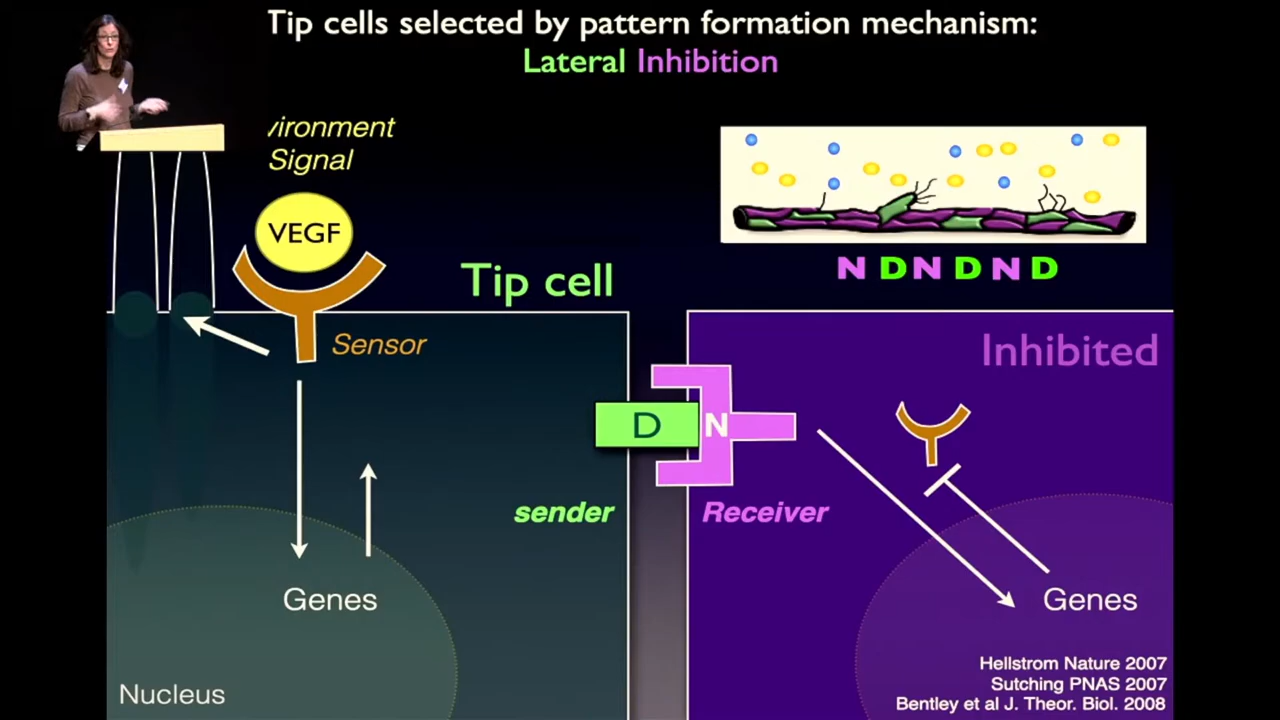 Tip cells selected by pattern formation mechanism:
Lateral Inhibition
vironment
Signal
VEGF
Tip cell
Sensor
N D N D N D
Inhibited
D
N
sender
Receiver
Genes
Genes
Nucleus
Hellstrom Nature 2007
Sutching PNAS 2007
Bentley et al J. Theor. Biol. 2008